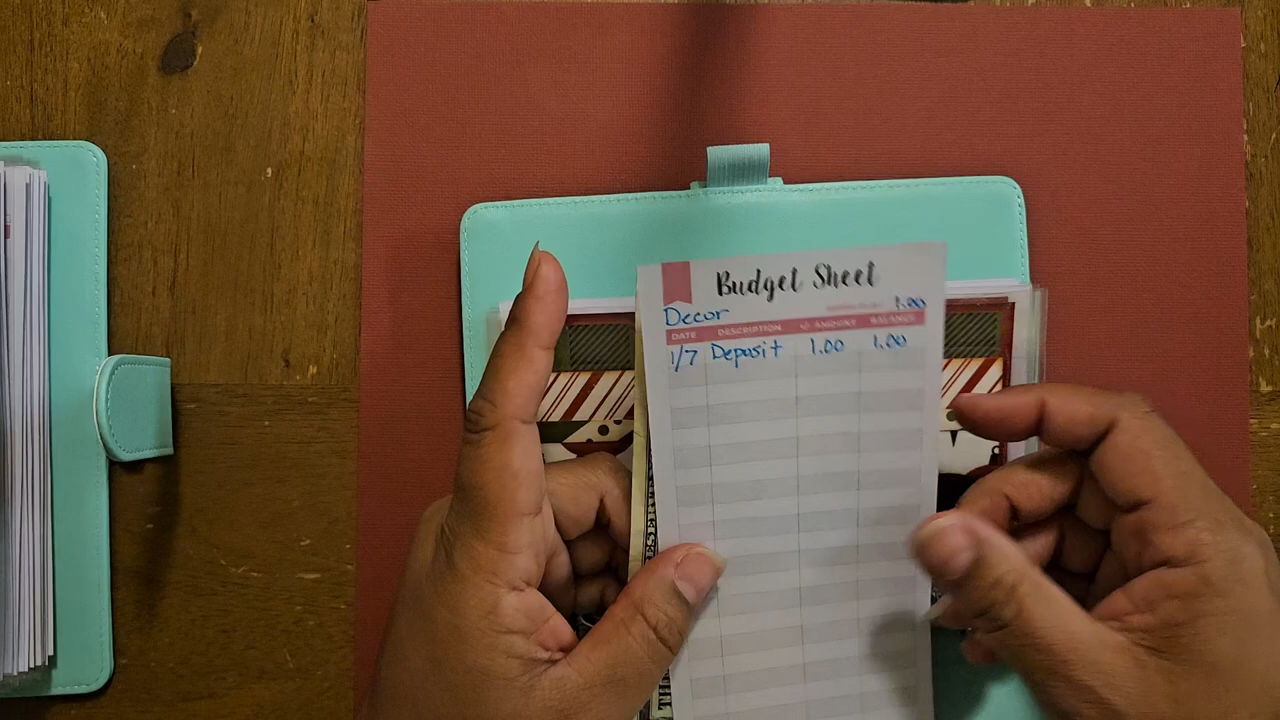 Budget Sheet
Decor 1.00
DATE DESCRIPTION +/- AMOUNT BALANCE
1/7 Deposit 1.00 1.00